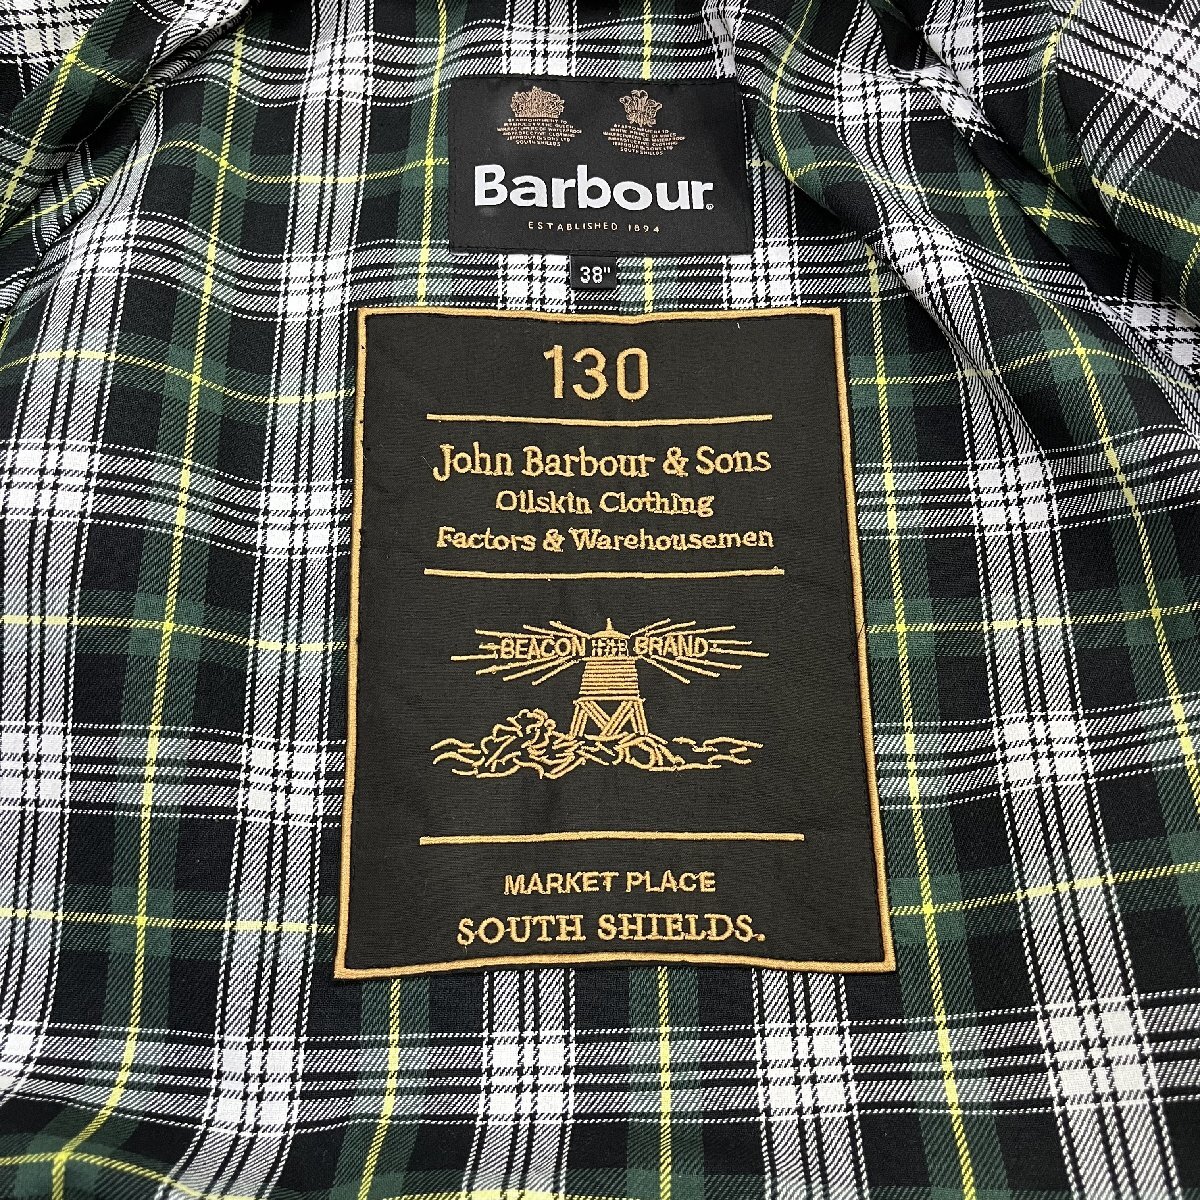 Barbour
ESTABLISHED 1894
38"
130
John Barbour & Sons
Oilskin Clothing
Factors & Warehousemen
BEACON BRAND
MARKET PLACE
SOUTH SHIELDS.